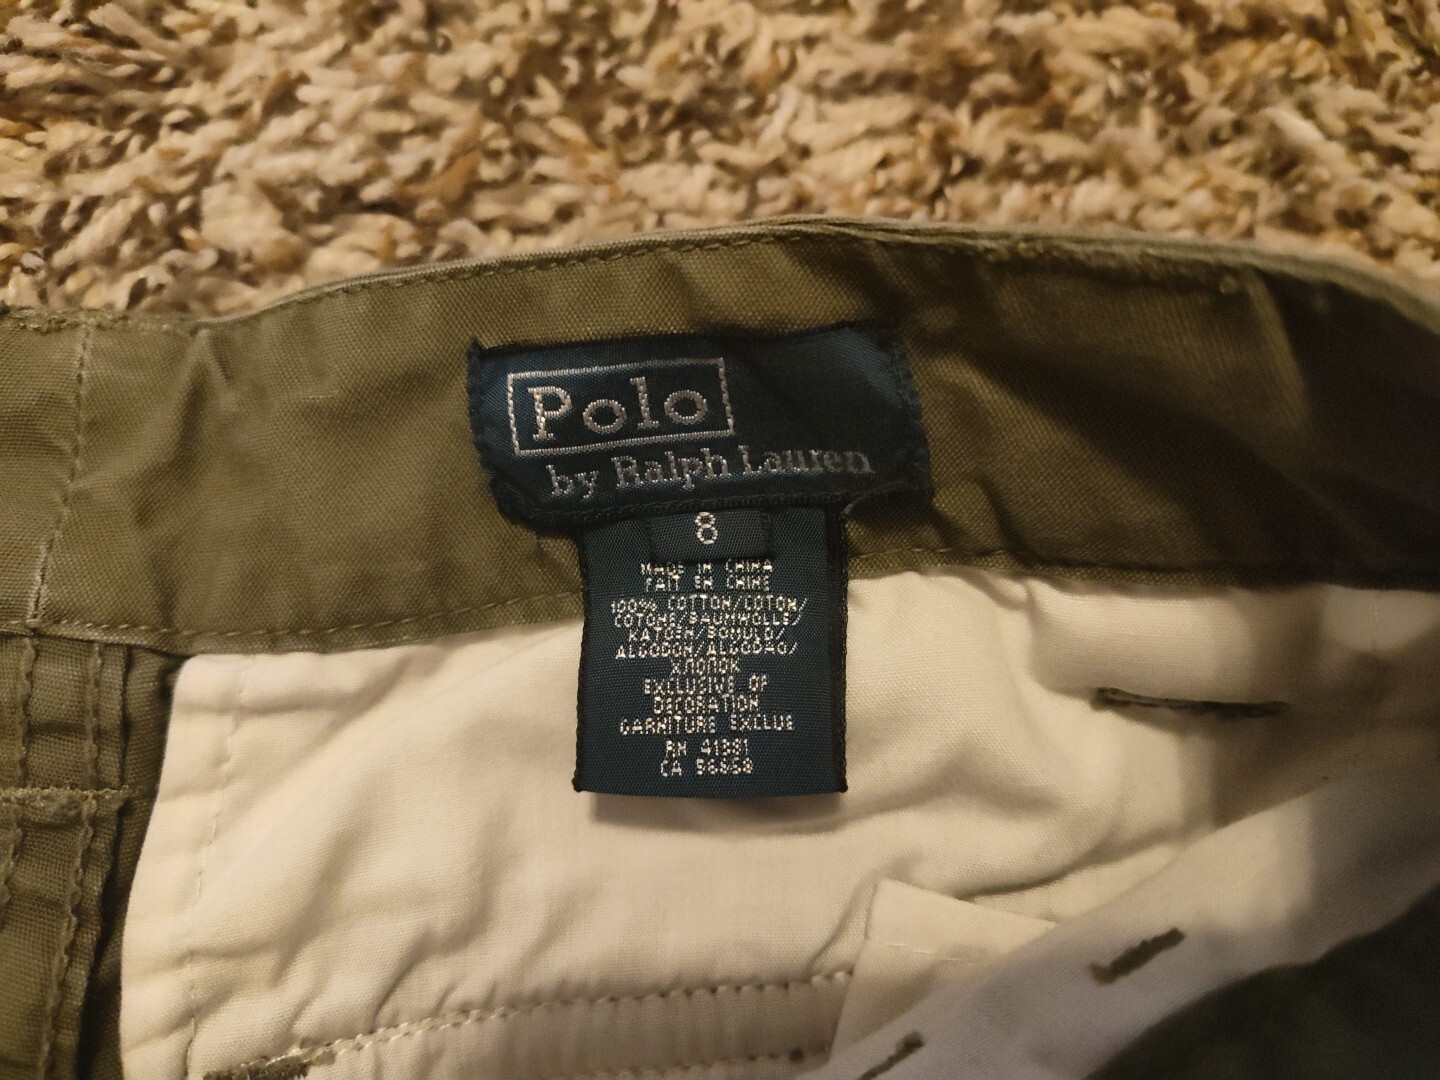 Polo
by Ralph Lauren
8
MADE IN CHINA
FAIT EN CHINE
100% COTTON/COTON/
COTONE/BAUMWOLLE/
KATOEN/BOMULD/
ALGODON/ALGODAO/
ХЛОПОК
EXCLUSIVE OF
DECORATION
GARNITURE EXCLUE
RN 41381
CA 56858